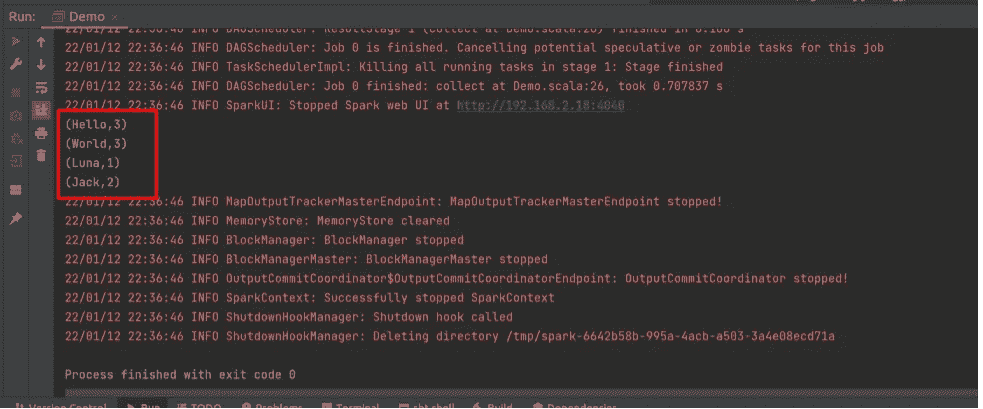 Run: Demo ×
22/01/12 22:36:46 INFO DAGScheduler: ResultStage 1 (collect at Demo.scala:26) finished in 0.106 s
22/01/12 22:36:46 INFO DAGScheduler: Job 0 is finished. Cancelling potential speculative or zombie tasks for this job
22/01/12 22:36:46 INFO TaskSchedulerImpl: Killing all running tasks in stage 1: Stage finished
22/01/12 22:36:46 INFO DAGScheduler: Job 0 finished: collect at Demo.scala:26, took 0.707837 s
22/01/12 22:36:46 INFO SparkUI: Stopped Spark web UI at http://192.168.2.18:4040
(Hello,3)
(World,3)
(Luna,1)
(Jack,2)
22/01/12 22:36:46 INFO MapOutputTrackerMasterEndpoint: MapOutputTrackerMasterEndpoint stopped!
22/01/12 22:36:46 INFO MemoryStore: MemoryStore cleared
22/01/12 22:36:46 INFO BlockManager: BlockManager stopped
22/01/12 22:36:46 INFO BlockManagerMaster: BlockManagerMaster stopped
22/01/12 22:36:46 INFO OutputCommitCoordinator$OutputCommitCoordinatorEndpoint: OutputCommitCoordinator stopped!
22/01/12 22:36:46 INFO SparkContext: Successfully stopped SparkContext
22/01/12 22:36:46 INFO ShutdownHookManager: Shutdown hook called
22/01/12 22:36:46 INFO ShutdownHookManager: Deleting directory /tmp/spark-6642b58b-995a-4acb-a503-3a4e08ecd71a
Process finished with exit code 0
Version Control Run TODO Problems Terminal sbt shell Build Dependencies